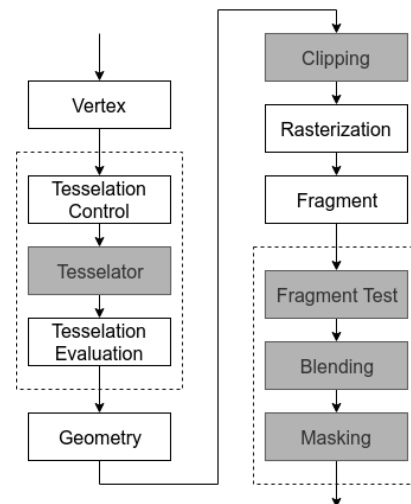 Vertex
Tesselation
Control
Tesselator
Tesselation
Evaluation
Geometry
Clipping
Rasterization
Fragment
Fragment Test
Blending
Masking